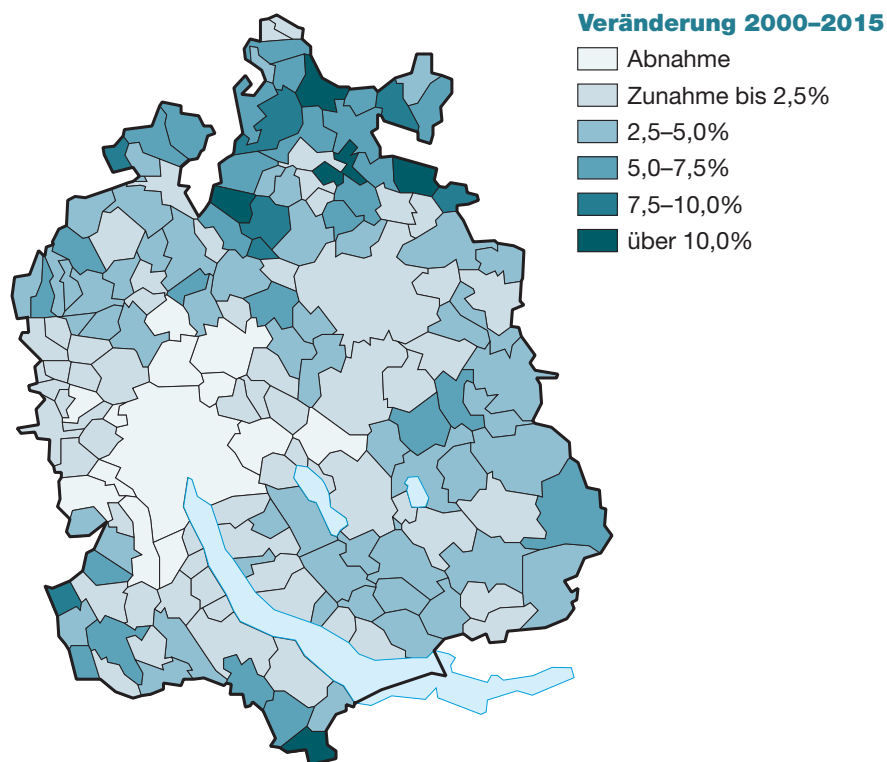 Veränderung 2000–2015
Abnahme
Zunahme bis 2,5%
2,5–5,0%
5,0–7,5%
7,5–10,0%
über 10,0%